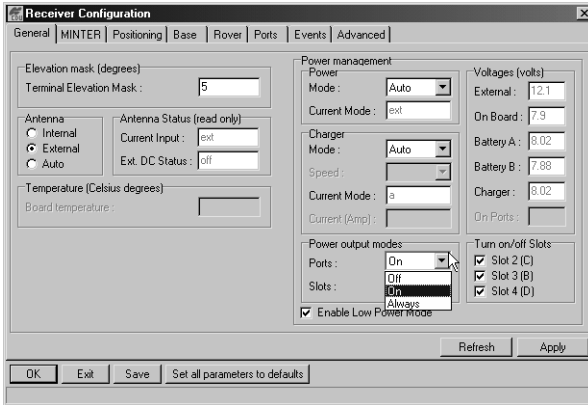 Receiver Configuration
General MINTER Positioning Base Rover Ports Events Advanced
Elevation mask (degrees)
Terminal Elevation Mask : 5
Antenna
Internal
External
Auto
Antenna Status (read only)
Current Input : ext
Ext. DC Status : off
Temperature (Celsius degrees)
Board temperature :
Power management
Power
Mode : Auto
Current Mode : ext
Charger
Mode : Auto
Speed :
Current Mode : a
Current (Amp) :
Power output modes
Ports : On
Off
On
Always
Slots :
Enable Low Power Mode
Voltages (volts)
External : 12.1
On Board : 7.9
Battery A : 8.02
Battery B : 7.88
Charger : 8.02
On Ports :
Turn on/off Slots
Slot 2 (C)
Slot 3 (B)
Slot 4 (D)
Refresh Apply
OK Exit Save Set all parameters to defaults